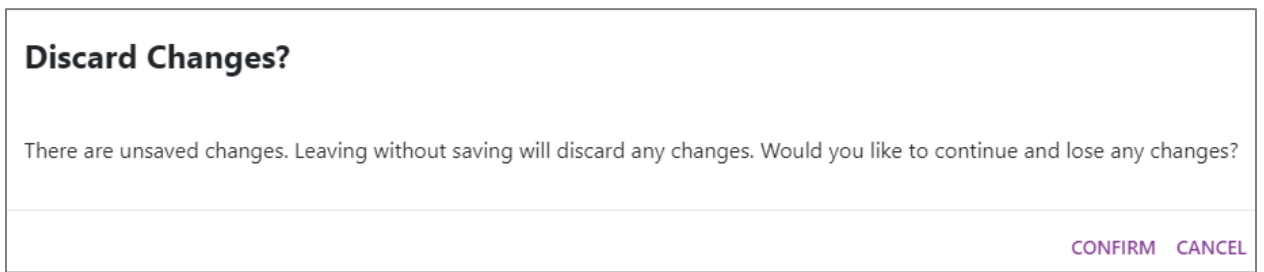 Discard Changes?
There are unsaved changes. Leaving without saving will discard any changes. Would you like to continue and lose any changes?
CONFIRM CANCEL